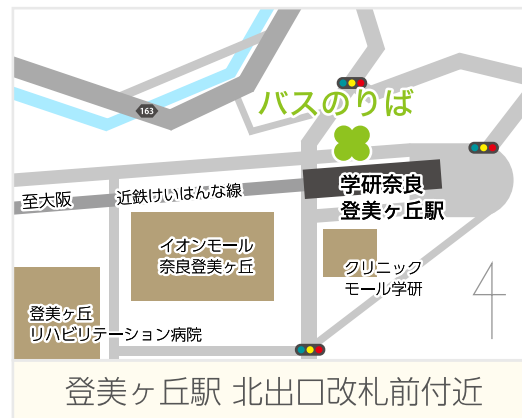 163
バスのりば
至大阪
近鉄けいはんな線
学研奈良
登美ヶ丘駅
イオンモール
奈良登美ヶ丘
クリニック
モール学研
登美ヶ丘
リハビリテーション病院
登美ヶ丘駅 北出口改札前付近